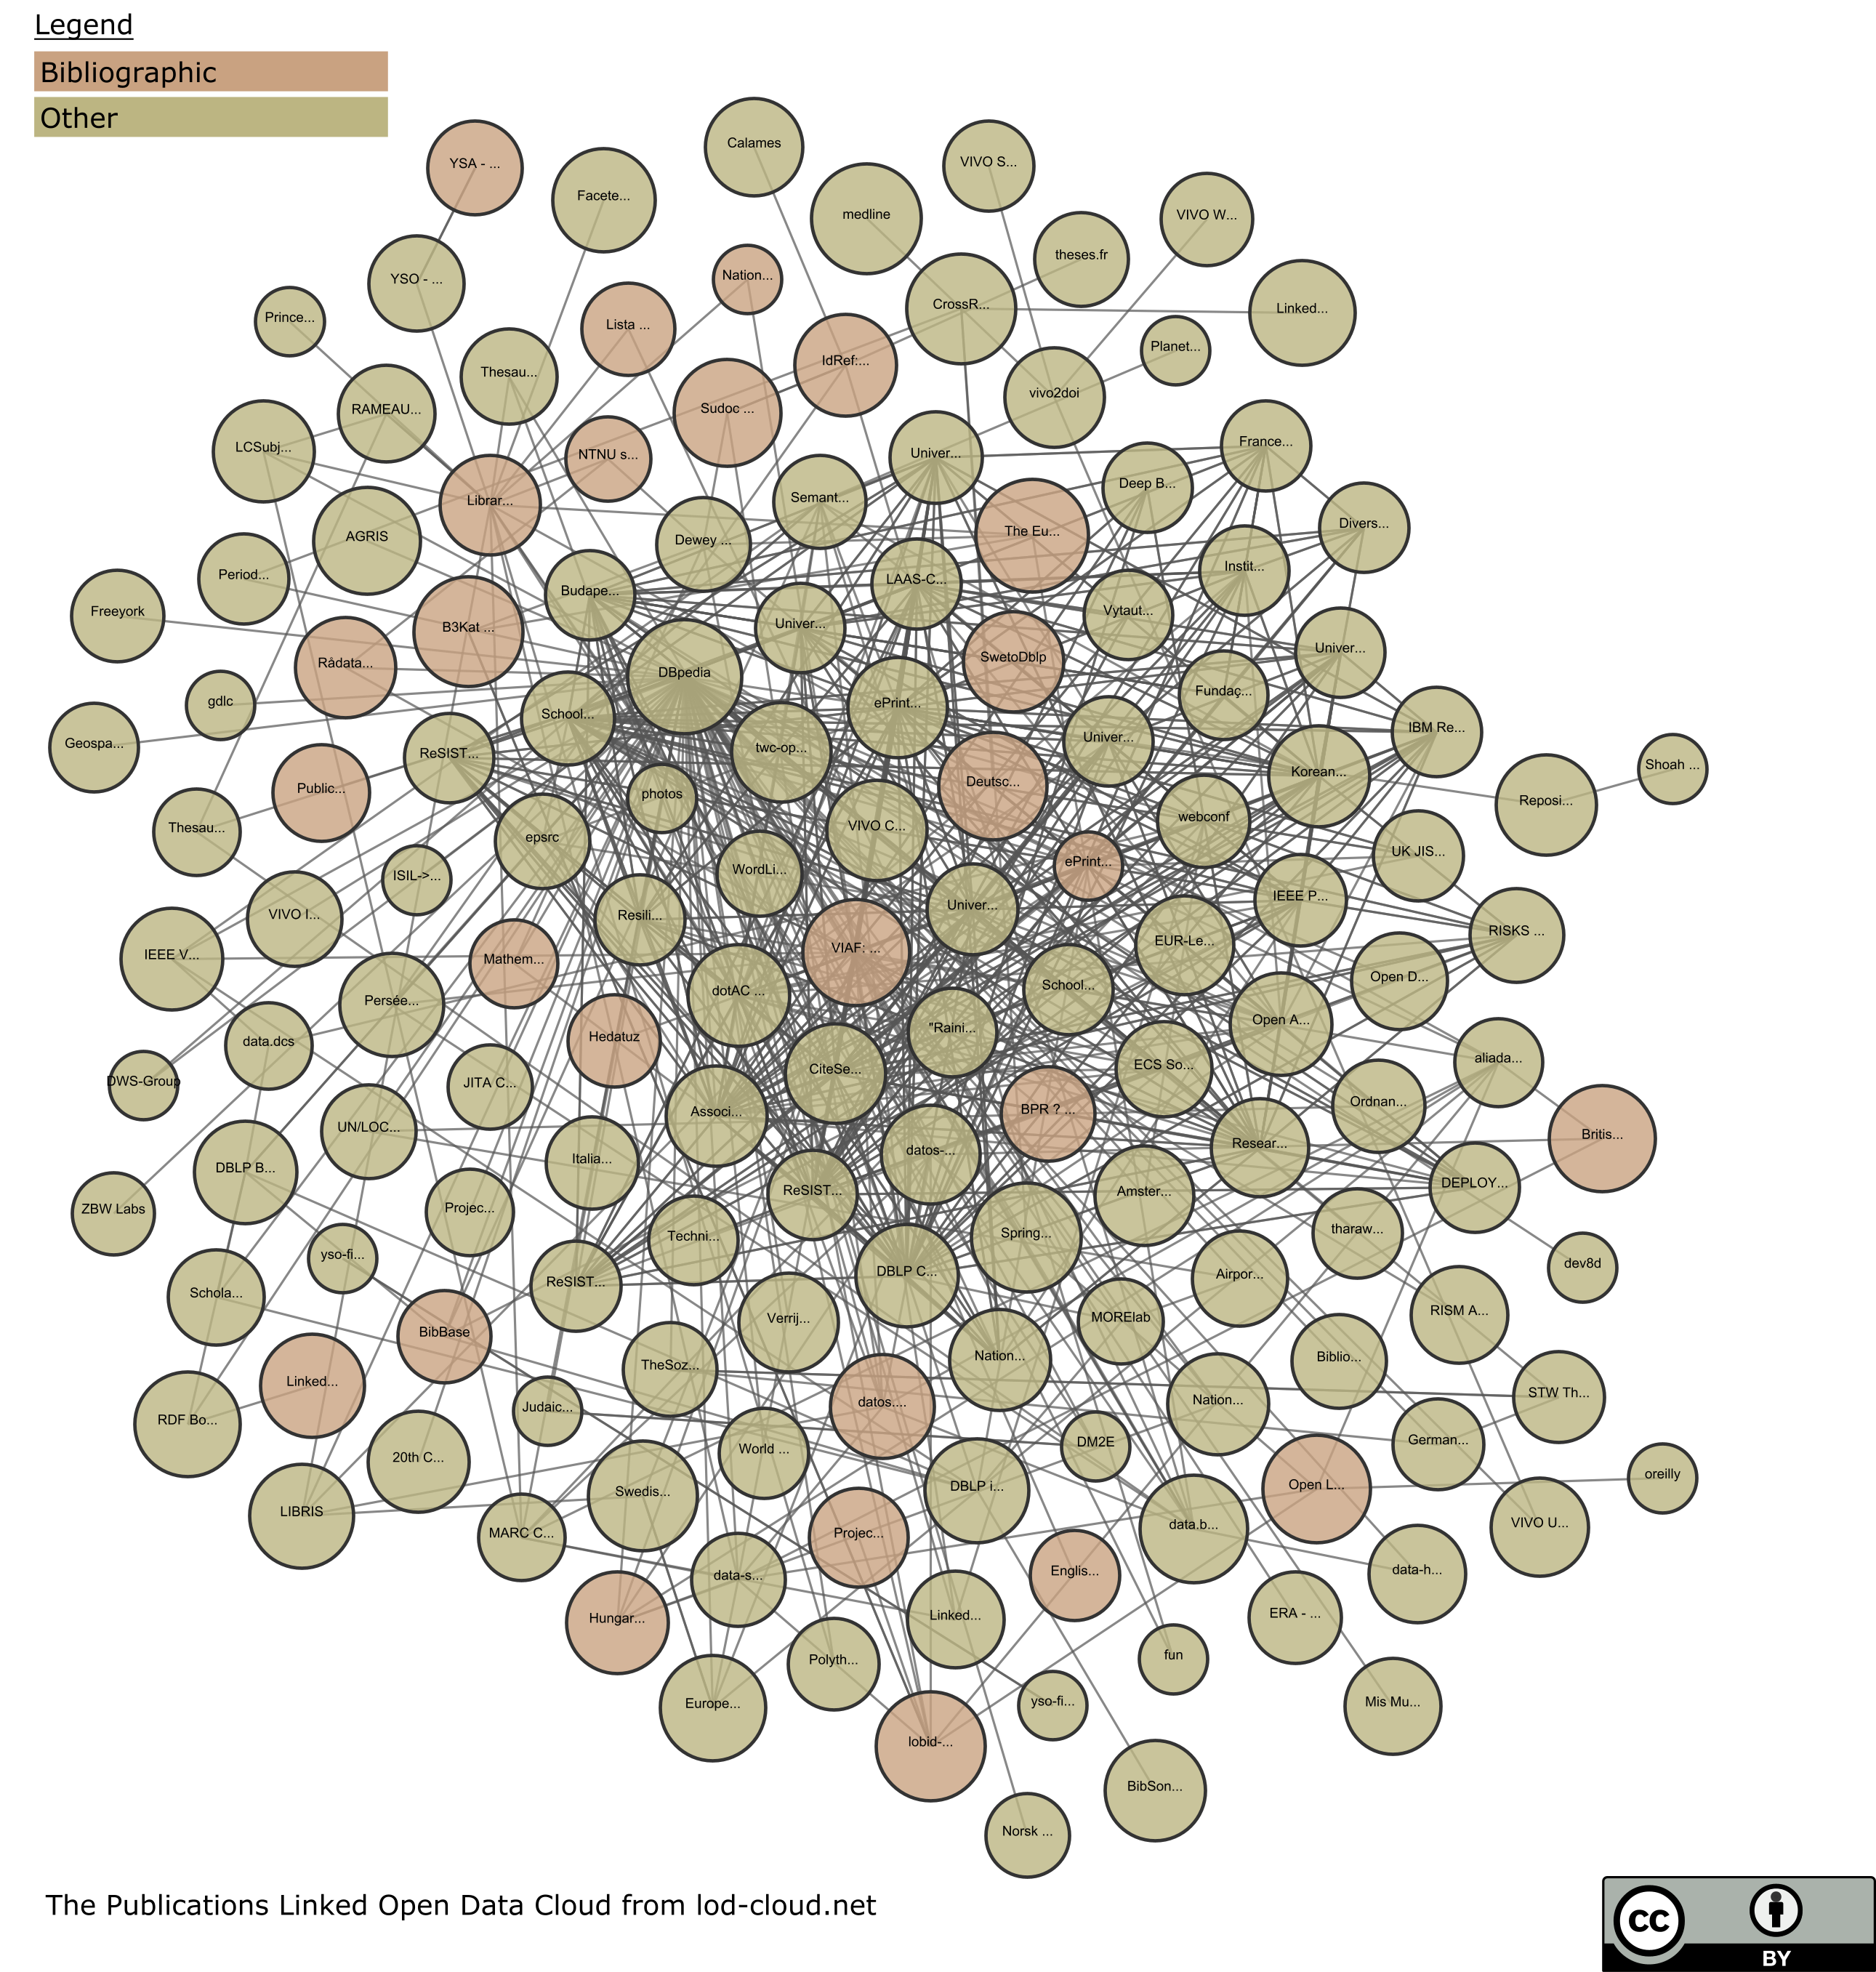 Legend
Bibliographic
Other
Calames
YSA - ...
VIVO S...
Facete...
medline
VIVO W...
theses.fr
YSO - ...
Nation...
CrossR...
Linked...
Prince...
Lista ...
Planet...
IdRef:...
Thesau...
vivo2doi
RAMEAU...
Sudoc ...
France...
LCSubj...
NTNU s...
Univer...
Deep B...
Librar...
Semant...
Divers...
The Eu...
AGRIS
Dewey ...
Instit...
Period...
LAAS-C...
Budape...
Freeyork
Vytaut...
B3Kat ...
Univer...
Univer...
Rådata...
SwetoDblp
DBpedia
Fundaç...
gdlc
ePrint...
School...
IBM Re...
Geospa...
Univer...
twc-op...
ReSIST...
Shoah ...
Korean...
Deutsc...
Public...
photos
Reposi...
webconf
Thesau...
VIVO C...
epsrc
UK JIS...
ePrint...
WordLi...
ISIL->...
IEEE P...
VIVO I...
Resili...
Univer...
RISKS ...
EUR-Le...
VIAF: ...
IEEE V...
Mathem...
Open D...
School...
dotAC ...
Persée...
Open A...
"Raini...
Hedatuz
data.dcs
aliada...
ECS So...
CiteSe...
DWS-Group
JITA C...
Ordnan...
BPR ? ...
Associ...
UN/LOC...
Britis...
Resear...
datos-...
Italia...
DBLP B...
DEPLOY...
ReSIST...
Amster...
Projec...
ZBW Labs
tharaw...
Spring...
Techni...
yso-fi...
dev8d
DBLP C...
Airpor...
ReSIST...
Schola...
RISM A...
MORElab
Verrij...
BibBase
Nation...
Biblio...
TheSoz...
Linked...
STW Th...
Nation...
datos....
Judaic...
RDF Bo...
DM2E
German...
World ...
20th C...
oreilly
Open L...
DBLP i...
Swedis...
LIBRIS
VIVO U...
data.b...
MARC C...
Projec...
data-h...
Englis...
data-s...
ERA - ...
Linked...
Hungar...
fun
Polyth...
yso-fi...
Mis Mu...
Europe...
lobid-...
BibSon...
Norsk ...
The Publications Linked Open Data Cloud from lod-cloud.net
cc
BY